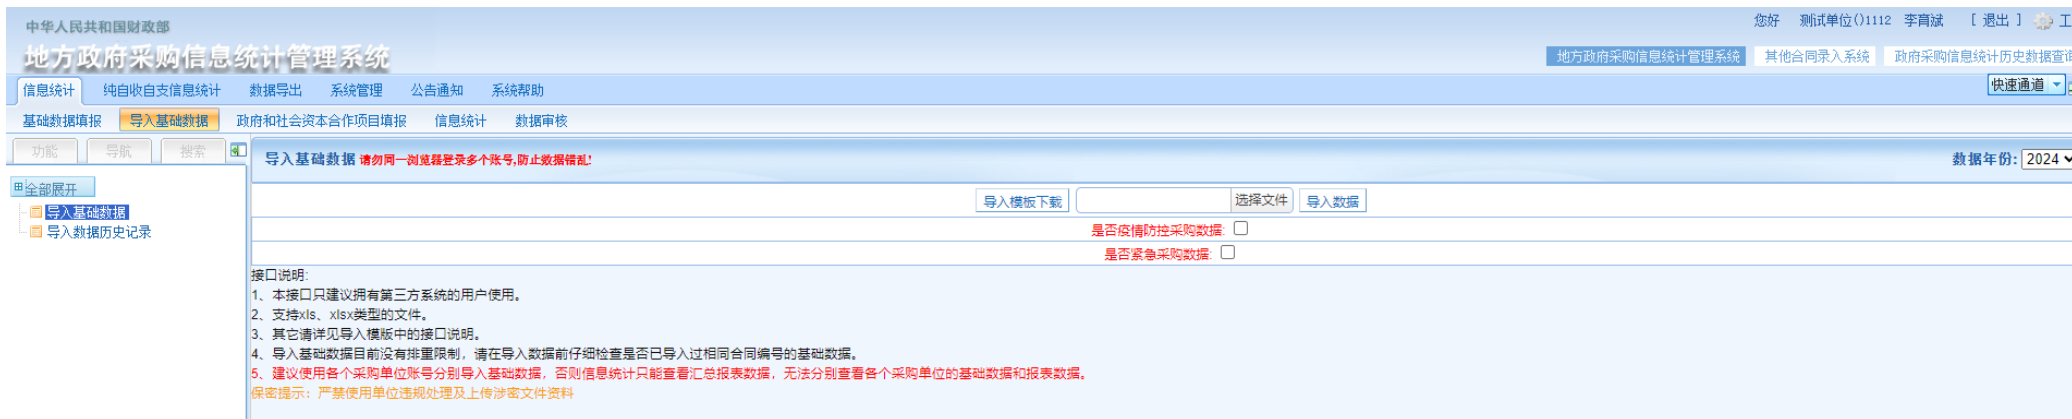 中华人民共和国财政部
您好 测试单位()1112 李育斌 [ 退出 ] 工
地方政府采购信息统计管理系统
地方政府采购信息统计管理系统 其他合同录入系统 政府采购信息统计历史数据查询
信息统计 纯自收自支信息统计 数据导出 系统管理 公告通知 系统帮助 快速通道
基础数据填报 导入基础数据 政府和社会资本合作项目填报 信息统计 数据审核
功能 导航 搜索
导入基础数据 请勿同一浏览器登录多个账号,防止数据错乱! 数据年份: 2024
全部展开
导入基础数据
导入数据历史记录
导入模板下载 选择文件 导入数据
是否疫情防控采购数据:
是否紧急采购数据:
接口说明:
1、本接口只建议拥有第三方系统的用户使用。
2、支持xls、xlsx类型的文件。
3、其它请详见导入模版中的接口说明。
4、导入基础数据目前没有排重限制，请在导入数据前仔细检查是否已导入过相同合同编号的基础数据。
5、建议使用各个采购单位账号分别导入基础数据，否则信息统计只能查看汇总报表数据，无法分别查看各个采购单位的基础数据和报表数据。
保密提示：严禁使用单位违规处理及上传涉密文件资料